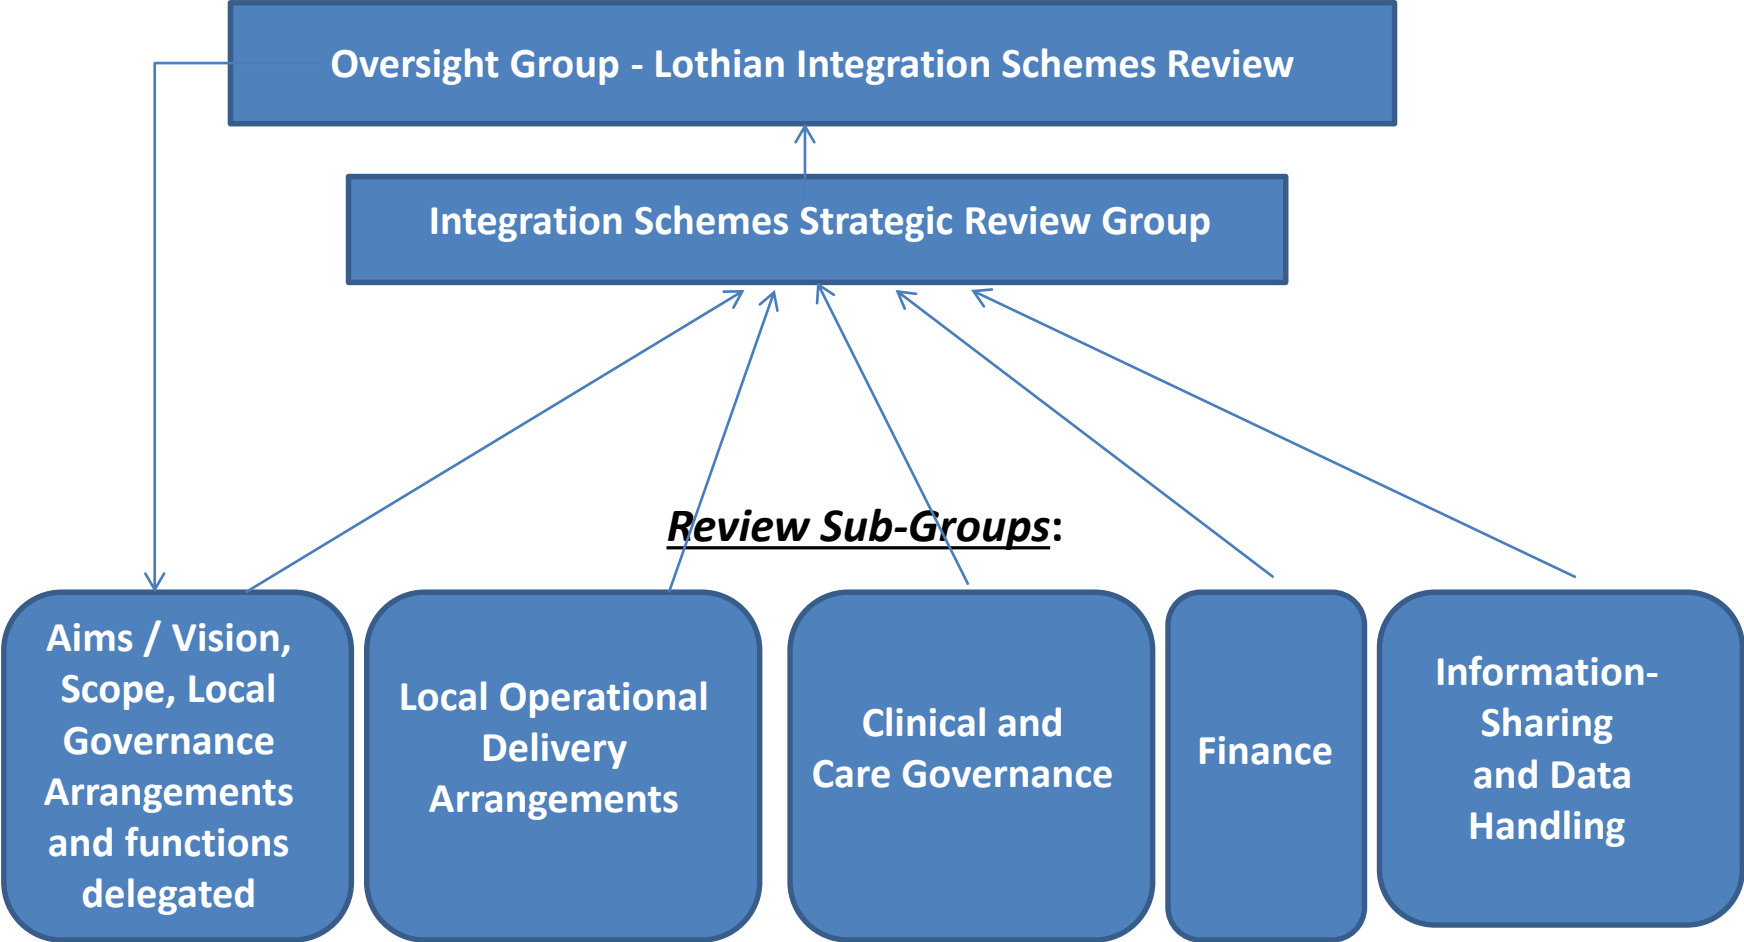 Oversight Group - Lothian Integration Schemes Review
Integration Schemes Strategic Review Group
Review Sub-Groups:
Aims / Vision,
Scope, Local
Governance
Arrangements
and functions
delegated
Local Operational
Delivery
Arrangements
Clinical and
Care Governance
Finance
Information-
Sharing
and Data
Handling